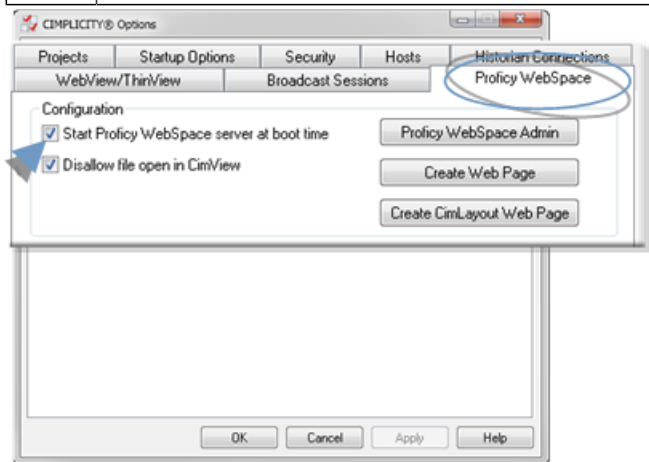 CIMPLICITY® Options
Projects Startup Options Security Hosts Historian Connections
WebView/ThinView Broadcast Sessions Proficy WebSpace
Configuration
Start Proficy WebSpace server at boot time Proficy WebSpace Admin
Disallow file open in CimView Create Web Page
Create CimLayout Web Page
OK Cancel Apply Help